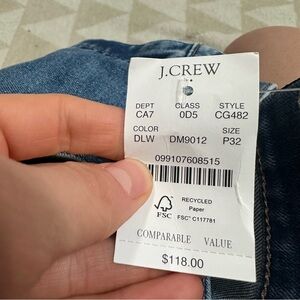 J.CREW
DEPT CLASS STYLE
CA7 0D5 CG482
COLOR SIZE
DLW DM9012 P32
099107608515
RECYCLED
Paper
FSC FSC® C117781
COMPARABLE VALUE
$118.00